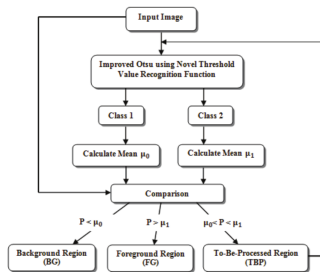 Input Image
Improved Otsu using Novel Threshold
Value Recognition Function
Class 1
Class 2
Calculate Mean μ₀
Calculate Mean μ₁
Comparison
P < μ₀
P > μ₁
μ₀< P < μ₁
Background Region
(BG)
Foreground Region
(FG)
To-Be-Processed Region
(TBP)